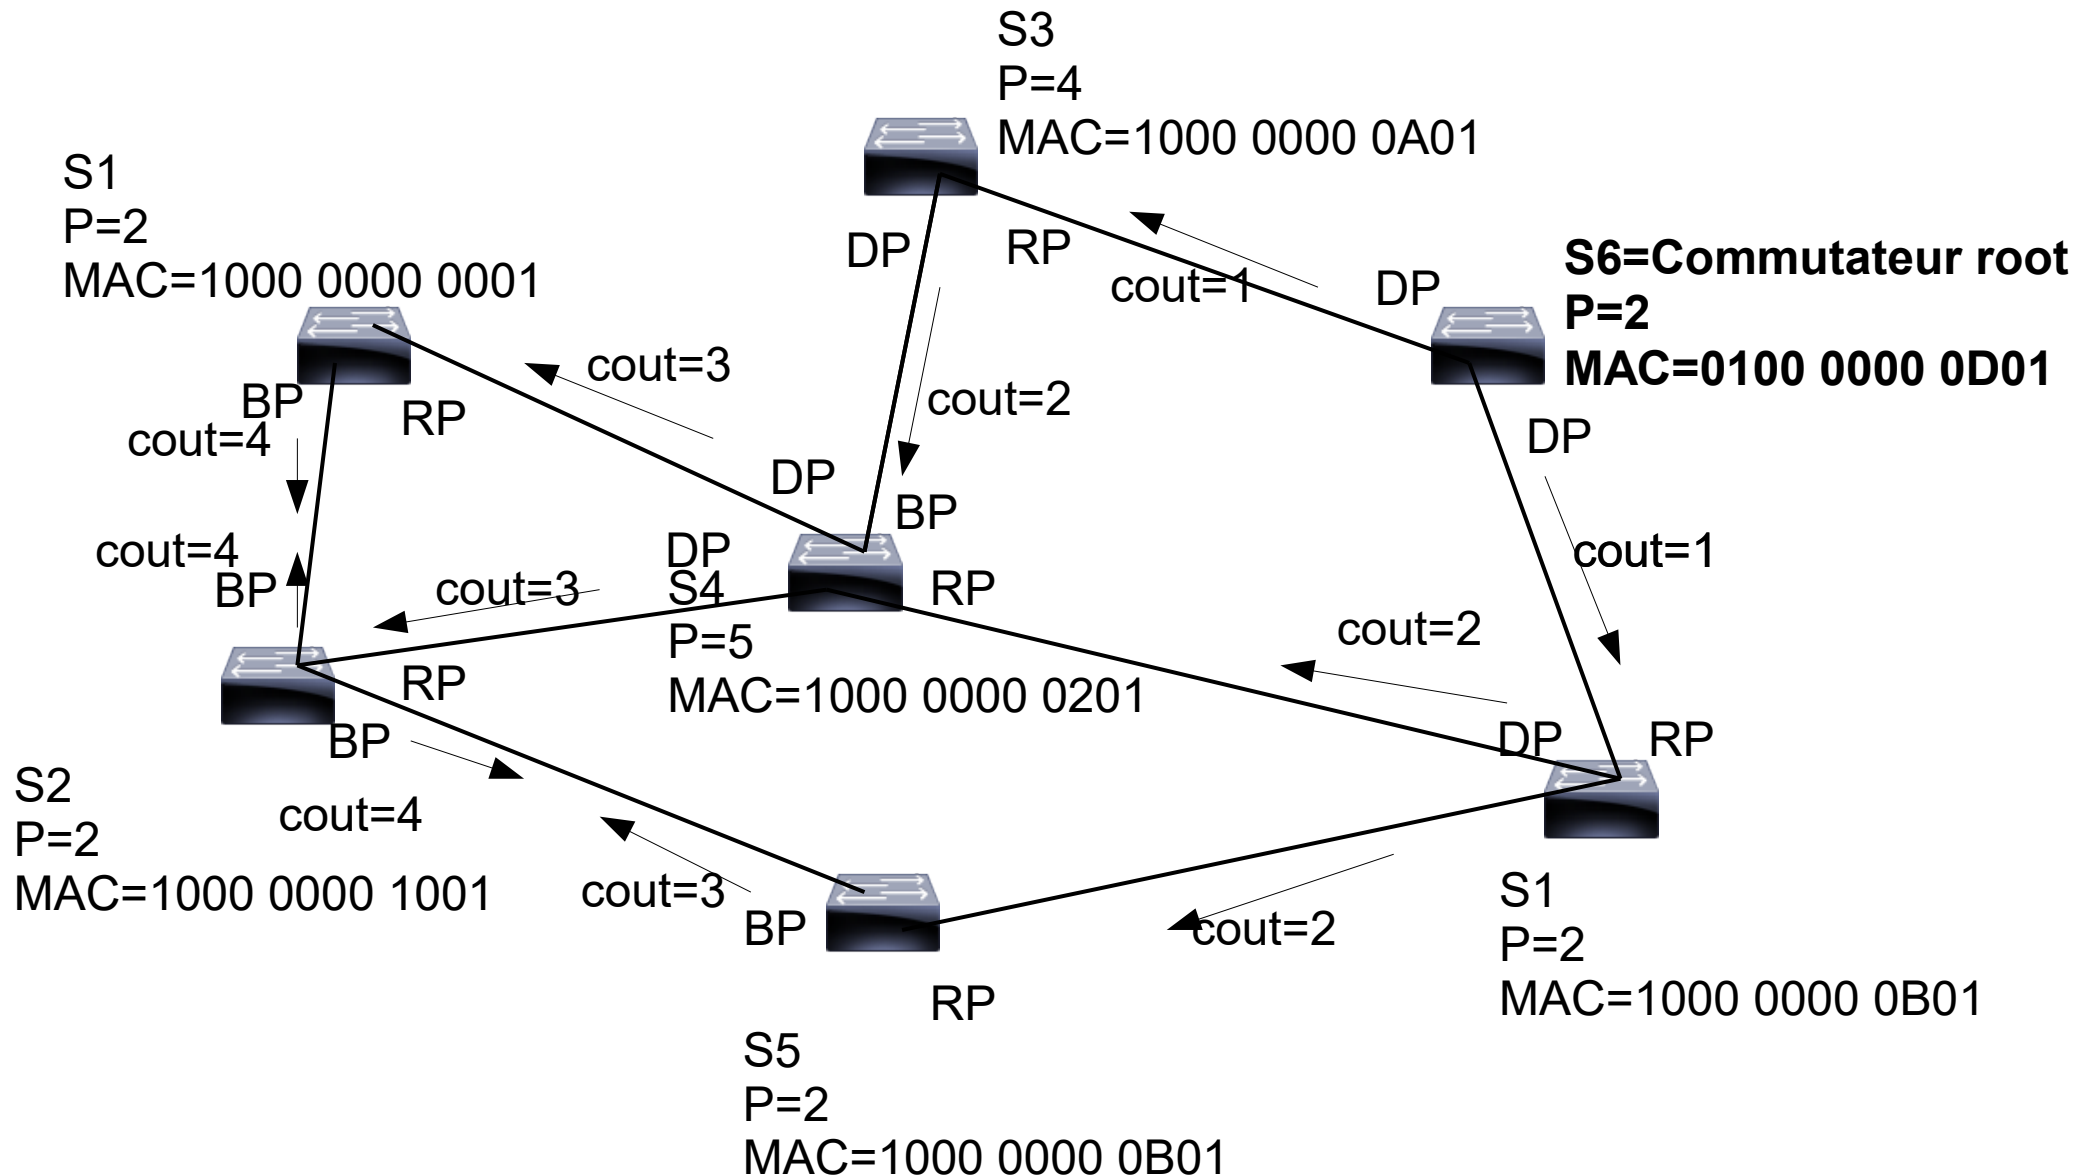 S3
P=4
MAC=1000 0000 0A01
S1
P=2
MAC=1000 0000 0001
DP
RP
cout=1
DP
S6=Commutateur root
P=2
MAC=0100 0000 0D01
BP
RP
cout=4
cout=3
cout=2
DP
DP
BP
cout=1
cout=4
BP
cout=3
DP
S4
P=5
MAC=1000 0000 0201
RP
cout=2
RP
BP
DP
RP
S2
P=2
MAC=1000 0000 1001
cout=4
cout=3
BP
RP
cout=2
S1
P=2
MAC=1000 0000 0B01
S5
P=2
MAC=1000 0000 0B01